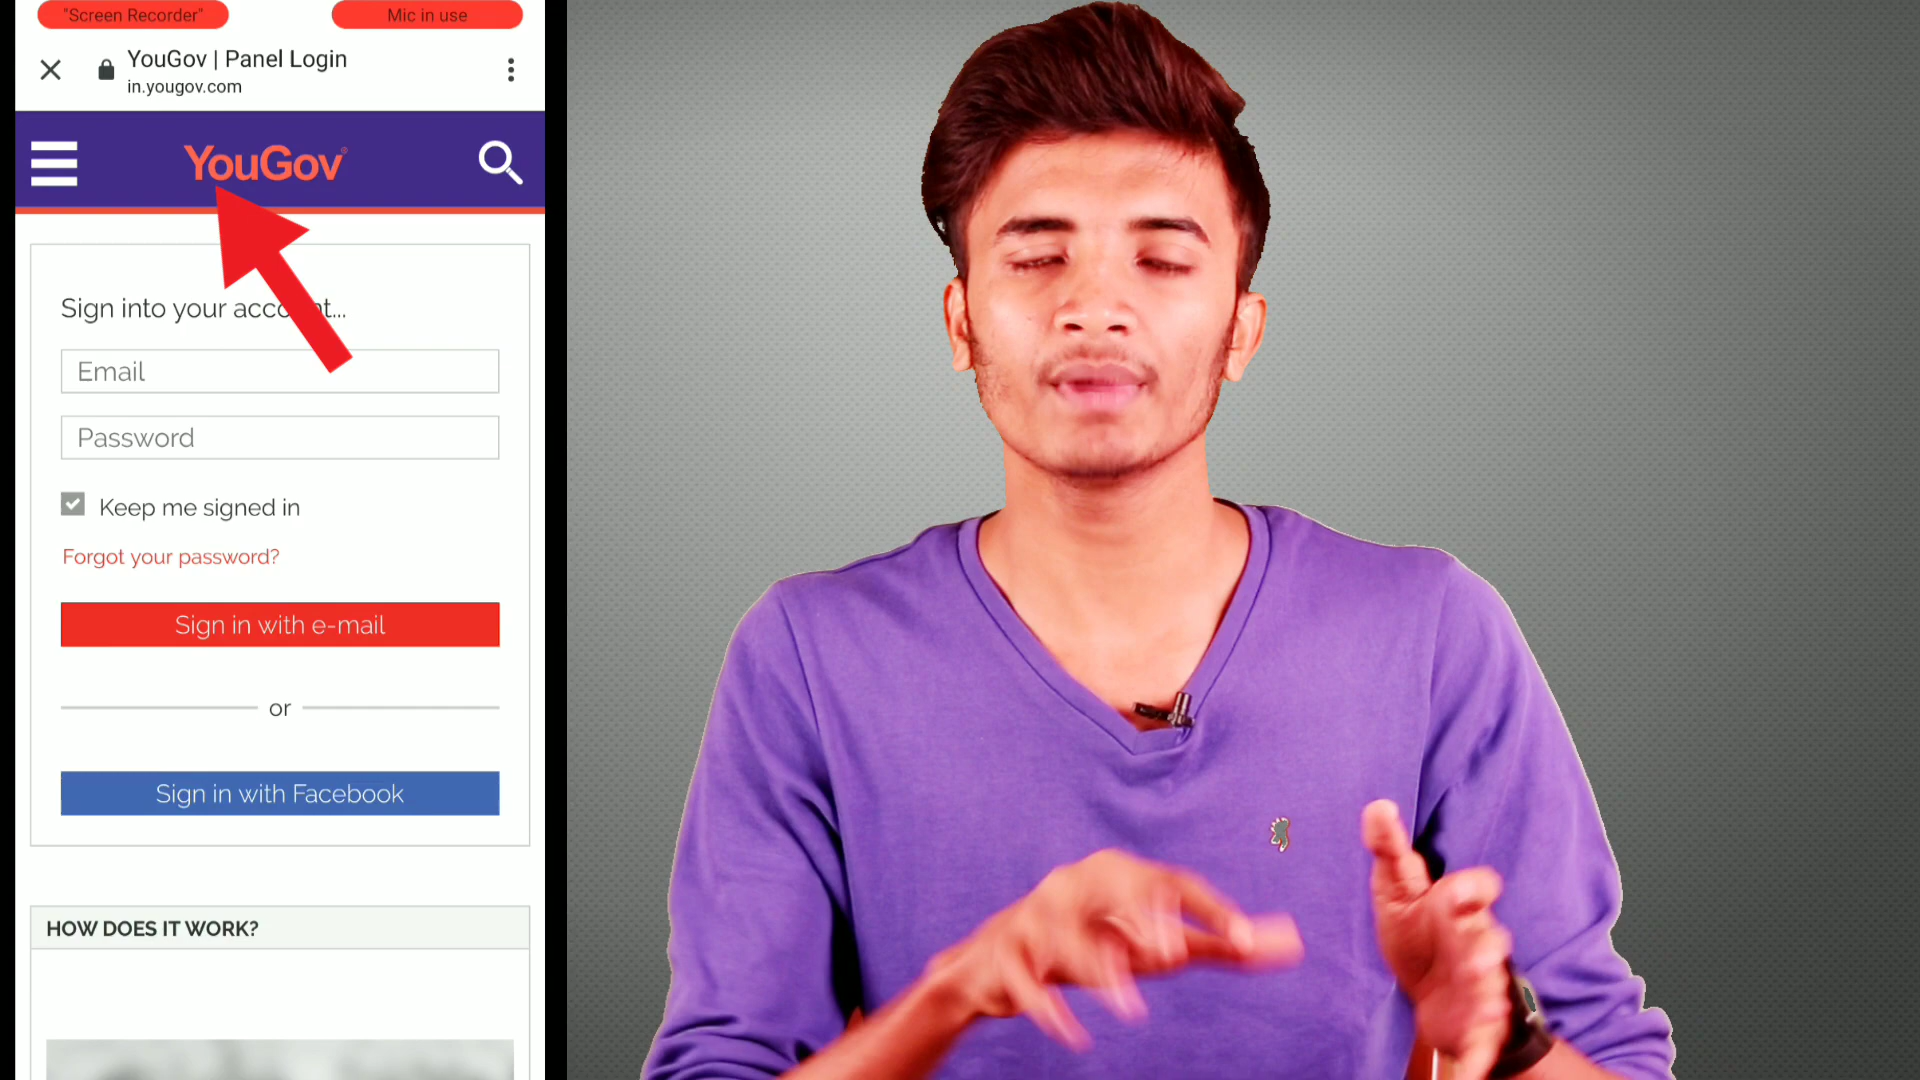 "Screen Recorder"
Mic in use
YouGov | Panel Login
in.yougov.com
YouGov
Sign into your account...
Email
Password
Keep me signed in
Forgot your password?
Sign in with e-mail
or
Sign in with Facebook
HOW DOES IT WORK?